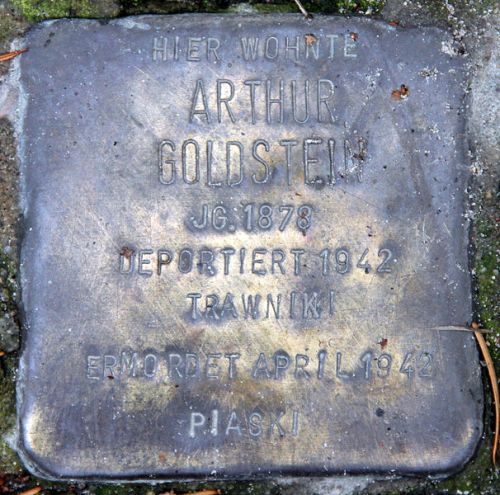 HIER WOHNTE
ARTHUR
GOLDSTEIN
JG. 1878
DEPORTIERT 1942
TRAWNIKI
ERMORDET APRIL 1942
PIASKI